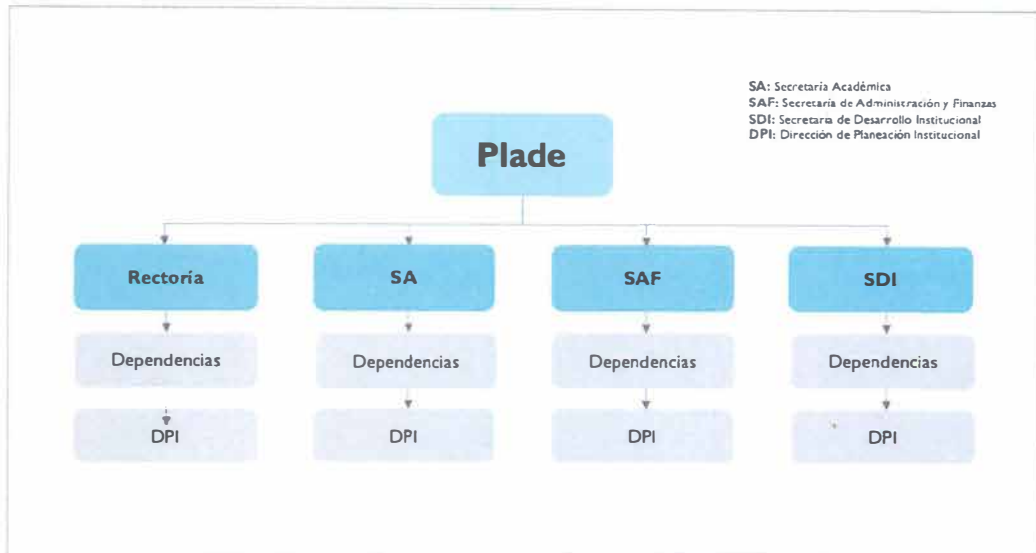 SA: Secretaría Académica
SAF: Secretaría de Administración y Finanzas
SDI: Secretaría de Desarrollo Institucional
DPI: Dirección de Planeación Institucional
Plade
Rectoría SA SAF SDI
Dependencias Dependencias Dependencias Dependencias
DPI DPI DPI DPI